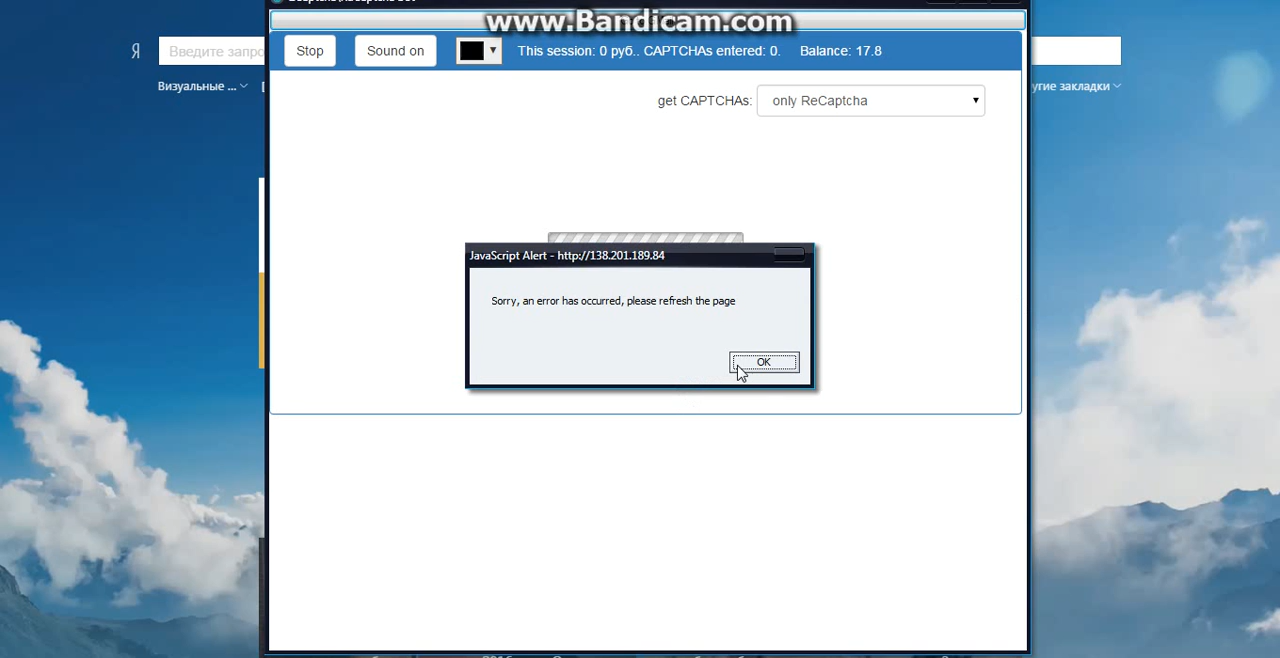 www.Bandicam.com
Я Введите запро
Визуальные ...
ругие закладки
Stop Sound on This session: 0 руб.. CAPTCHAs entered: 0. Balance: 17.8
get CAPTCHAs: only ReCaptcha
JavaScript Alert - http://138.201.189.84
Sorry, an error has occurred, please refresh the page
OK